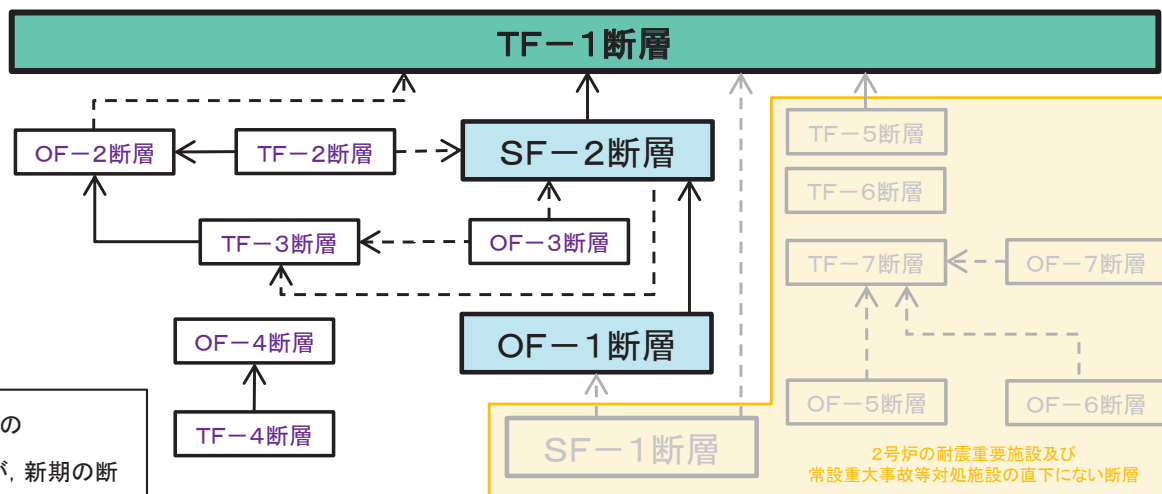 TF－1断層
TF－5断層
OF－2断層
TF－2断層
SF－2断層
TF－6断層
TF－3断層
OF－3断層
TF－7断層
OF－7断層
OF－4断層
OF－1断層
OF－5断層
OF－6断層
TF－4断層
SF－1断層
の
が, 新期の断
2号炉の耐震重要施設及び
常設重大事故等対処施設の直下にない断層